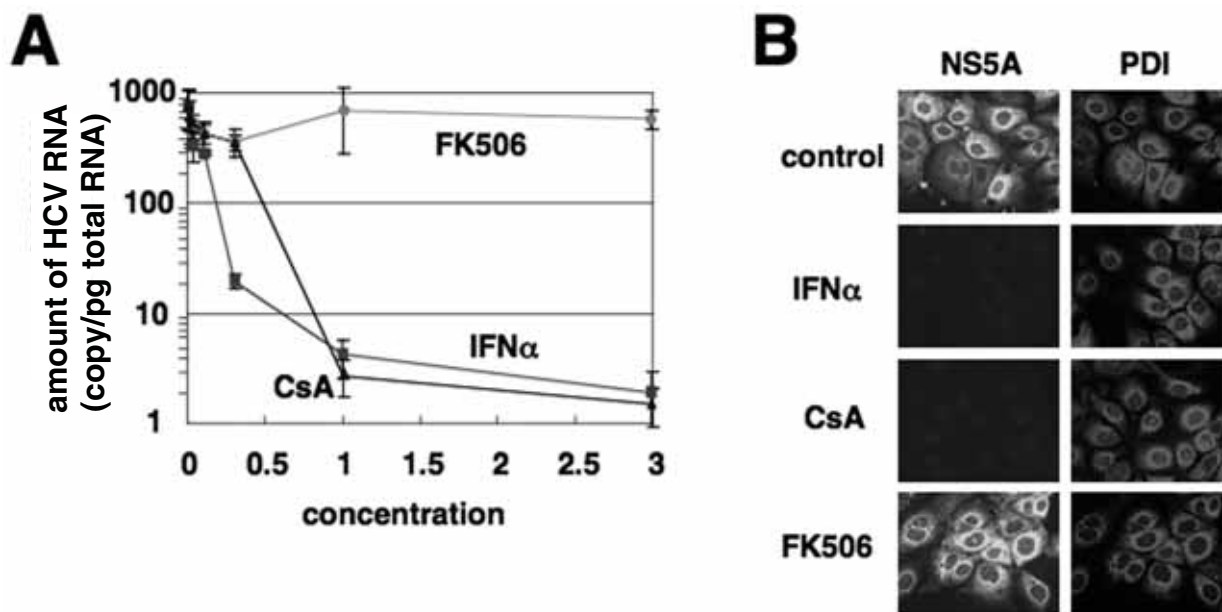 A
amount of HCV RNA
(copy/pg total RNA)
1000
100
10
1
FK506
IFNα
CsA
0 0.5 1 1.5 2 2.5 3
concentration
B
NS5A PDI
control
IFNα
CsA
FK506